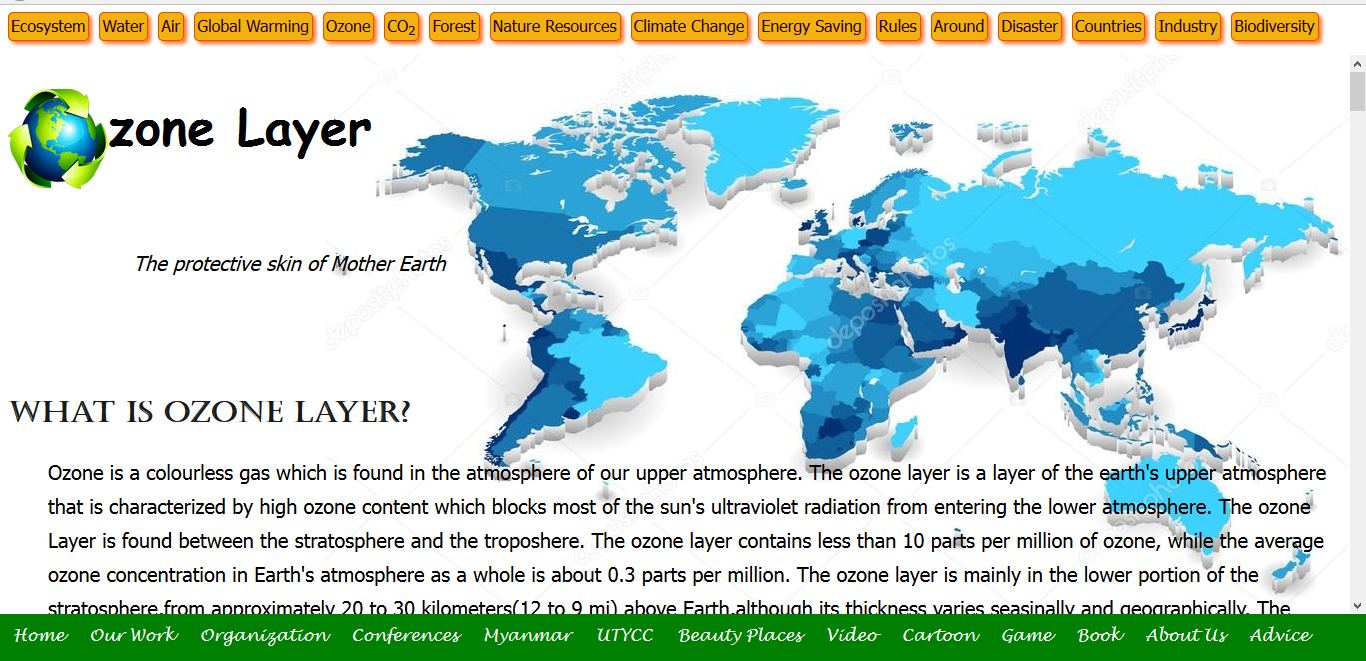 Ecosystem Water Air Global Warming Ozone CO2 Forest Nature Resources Climate Change Energy Saving Rules Around Disaster Countries Industry Biodiversity
zone Layer
The protective skin of Mother Earth
WHAT IS OZONE LAYER?
Ozone is a colourless gas which is found in the atmosphere of our upper atmosphere. The ozone layer is a layer of the earth's upper atmosphere
that is characterized by high ozone content which blocks most of the sun's ultraviolet radiation from entering the lower atmosphere. The ozone
Layer is found between the stratosphere and the troposhere. The ozone layer contains less than 10 parts per million of ozone, while the average
ozone concentration in Earth's atmosphere as a whole is about 0.3 parts per million. The ozone layer is mainly in the lower portion of the
stratosphere,from approximately 20 to 30 kilometers(12 to 9 mi) above Earth,although its thickness varies seasinally and geographically. The
Home Our Work Organization Conferences Myanmar UTYCC Beauty Places Video Cartoon Game Book About Us Advice
depositphotos
depositphotos
depositphotos